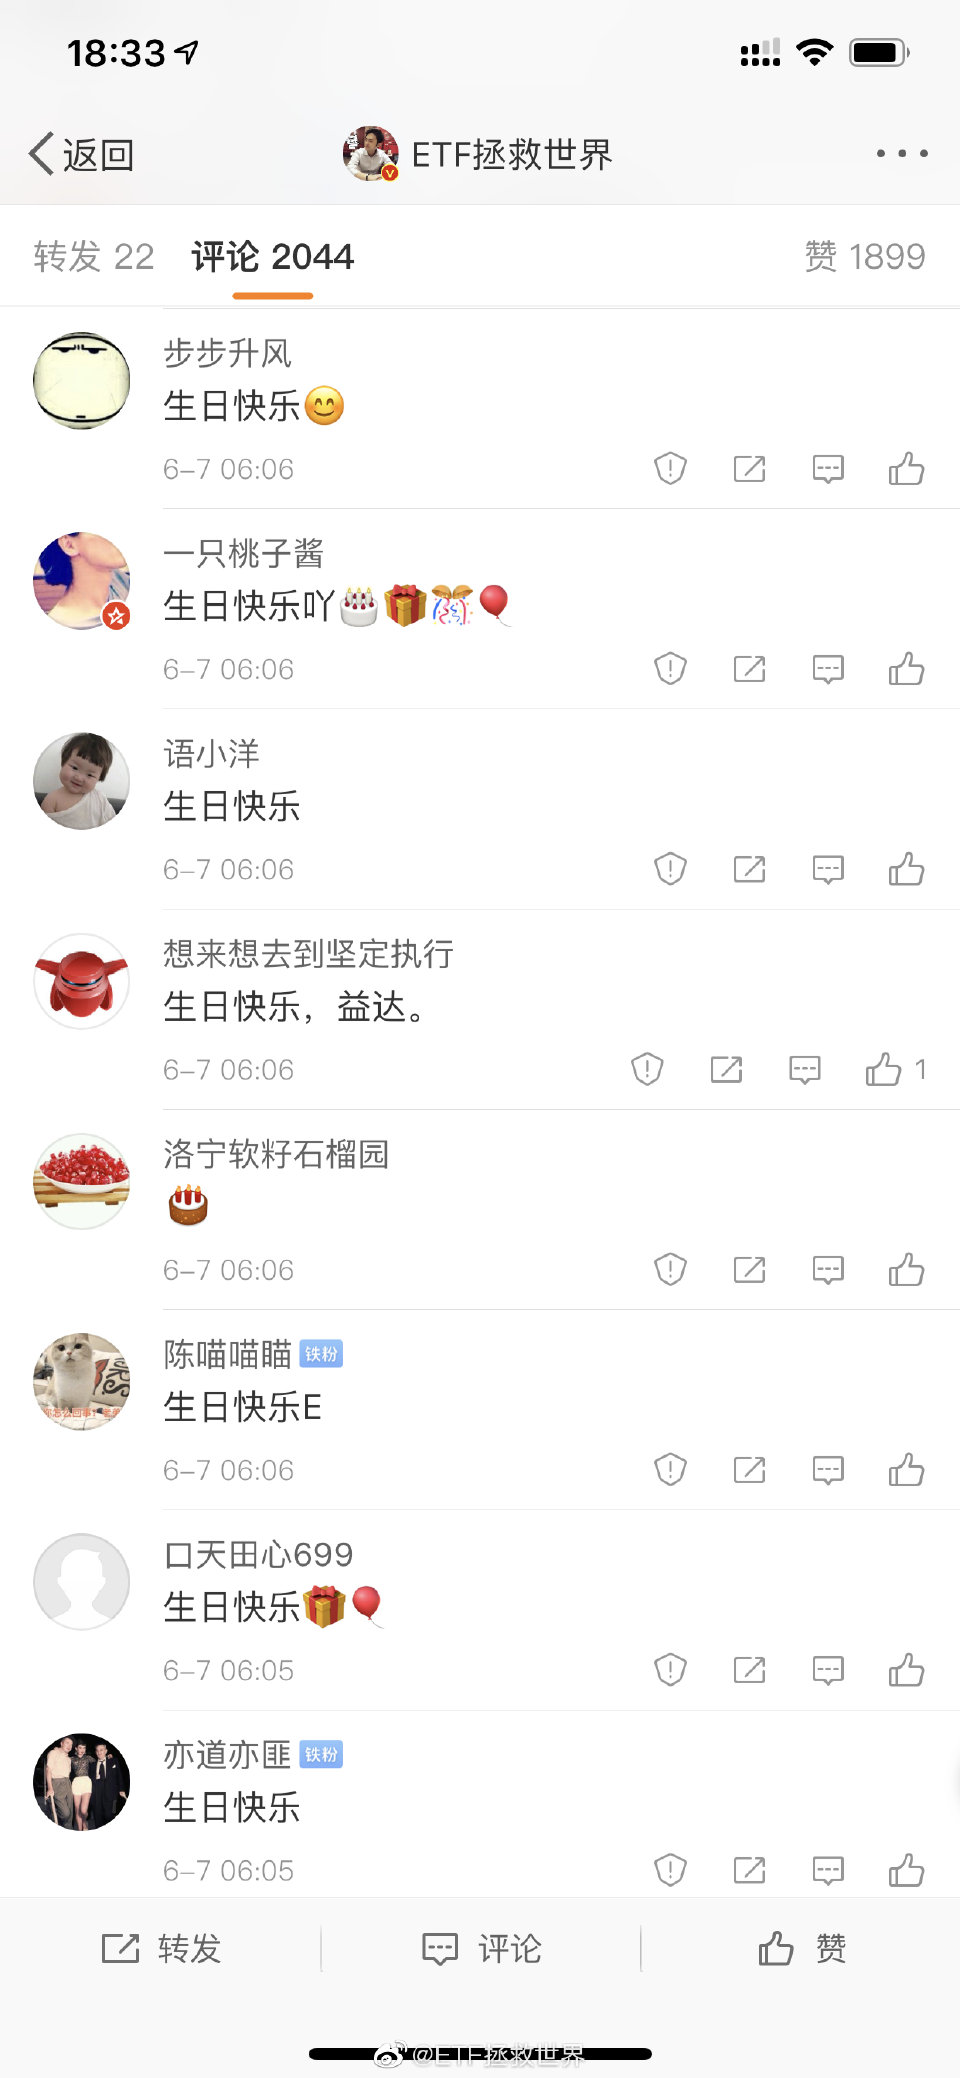 18:33
返回
ETF拯救世界
转发 22 评论 2044 赞 1899
步步升风
生日快乐😊
6-7 06:06
一只桃子酱
生日快乐吖🎂🎁🎊🎈
6-7 06:06
语小洋
生日快乐
6-7 06:06
想来想去到坚定执行
生日快乐，益达。
6-7 06:06
1
洛宁软籽石榴园
🎂
6-7 06:06
陈喵喵瞄 铁粉
生日快乐E
6-7 06:06
口天田心699
生日快乐🎁🎈
6-7 06:05
亦道亦匪 铁粉
生日快乐
6-7 06:05
转发 评论 赞
@ETF拯救世界